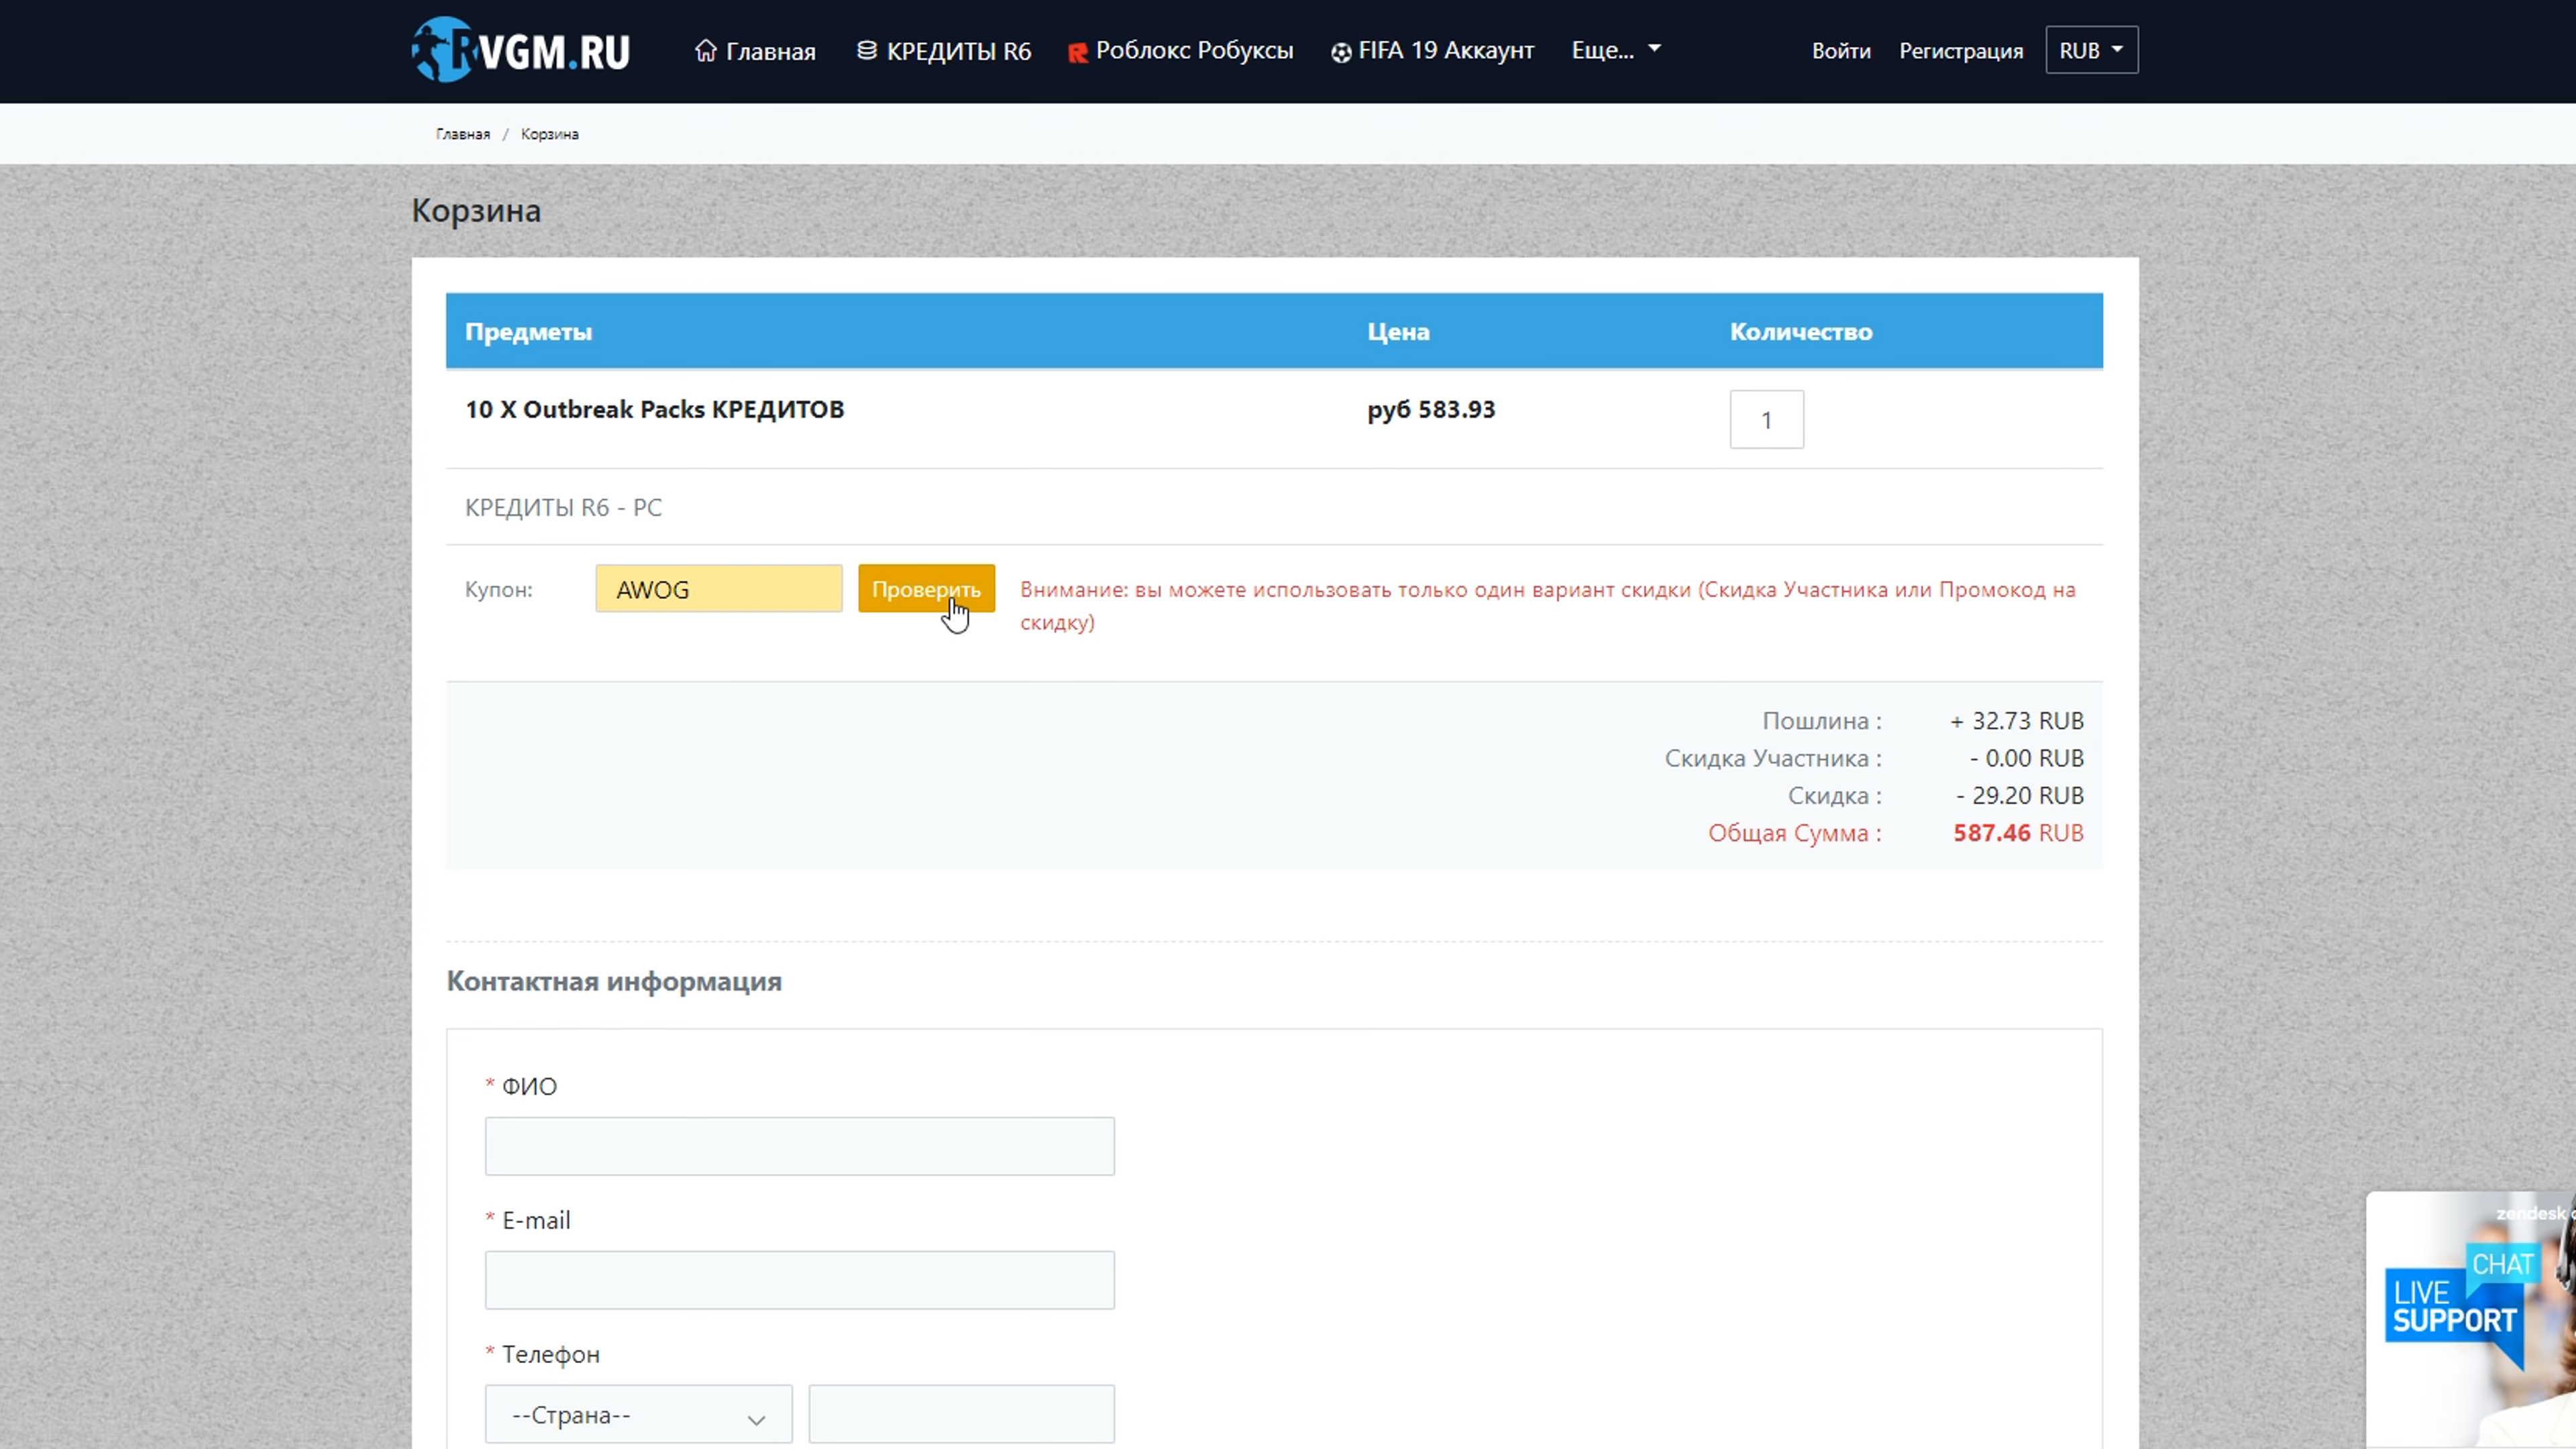 RVGM.RU
Главная КРЕДИТЫ R6 Роблокс Робуксы FIFA 19 Аккаунт Еще... Войти Регистрация RUB
Главная / Корзина
Корзина
Предметы Цена Количество
10 X Outbreak Packs КРЕДИТОВ руб 583.93 1
КРЕДИТЫ R6 - PC
Купон: AWOG Проверить Внимание: вы можете использовать только один вариант скидки (Скидка Участника или Промокод на
скидку)
Пошлина : + 32.73 RUB
Скидка Участника : - 0.00 RUB
Скидка : - 29.20 RUB
Общая Сумма : 587.46 RUB
Контактная информация
* ФИО
* E-mail
* Телефон
--Страна--
zendesk
CHAT
LIVE
SUPPORT